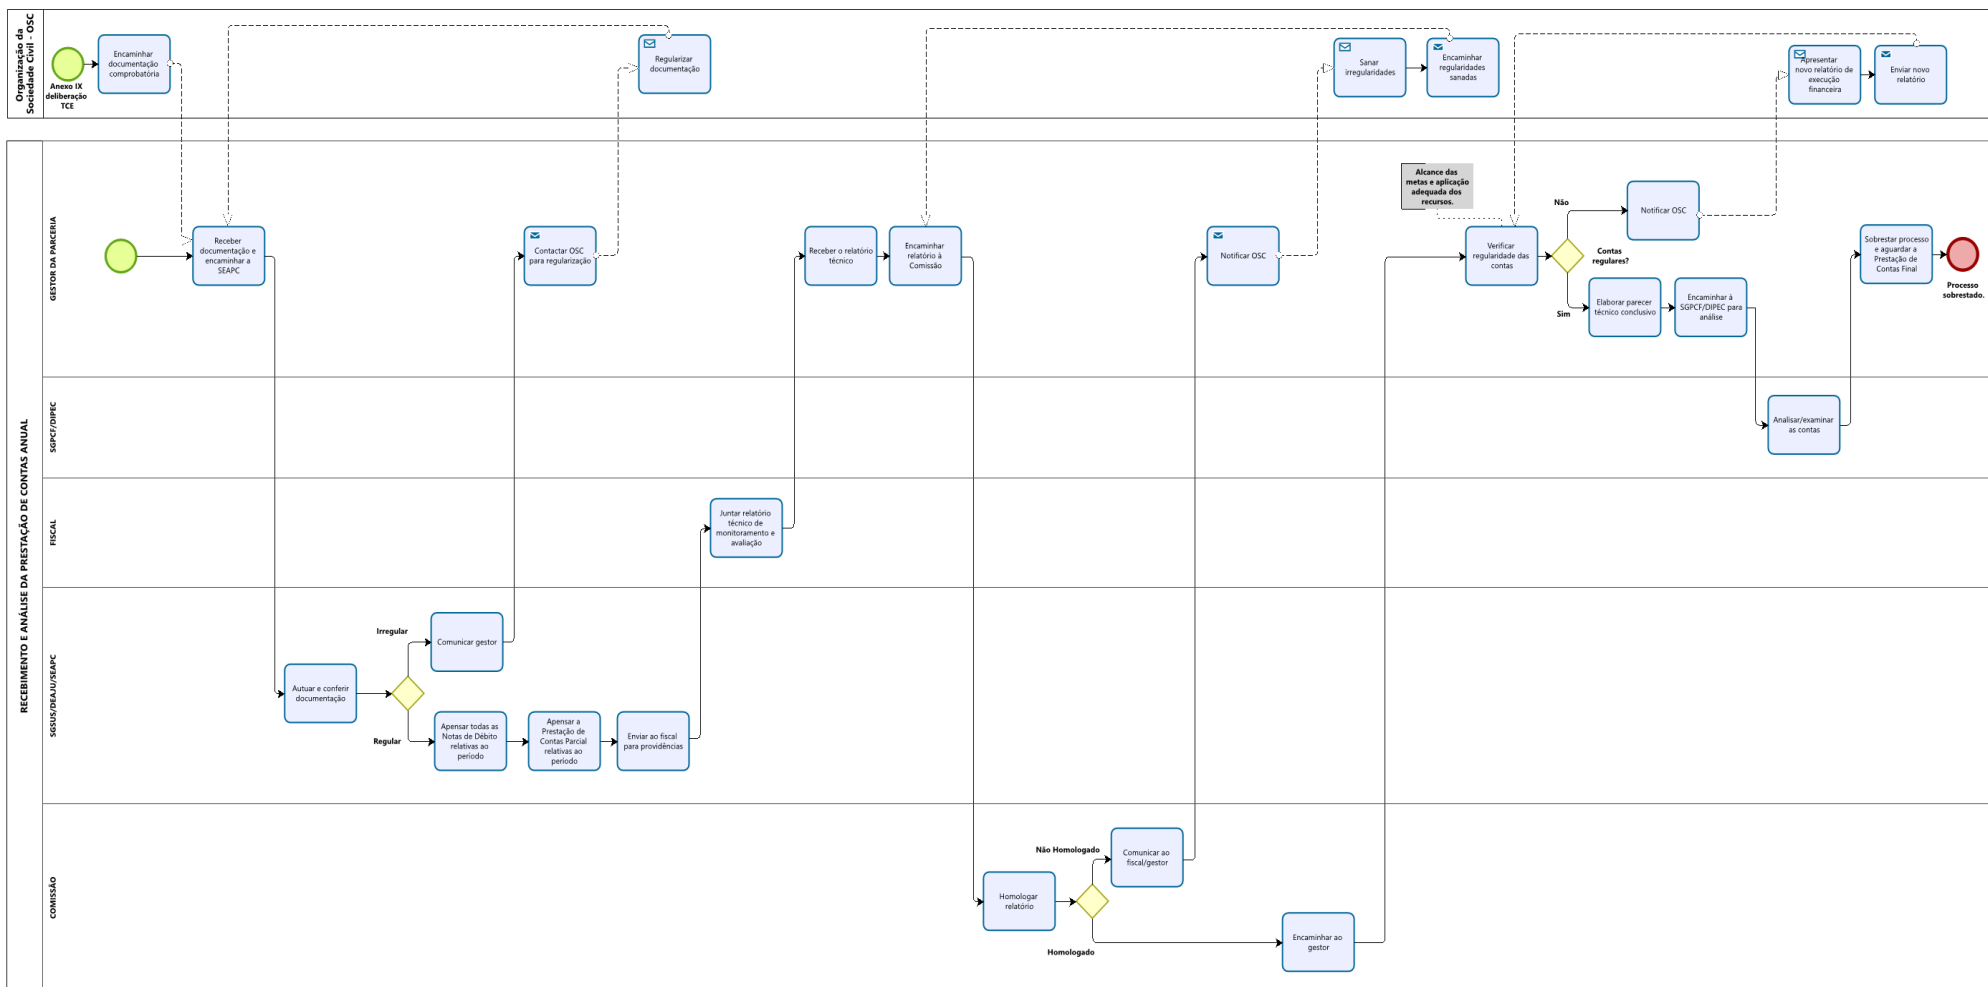 Organização da
Sociedade Civil - OSC
Anexo IX
deliberação
TCE
Encaminhar
documentação
comprobatória
Regularizar
documentação
Sanar
irregularidades
Encaminhar
regularidades
sanadas
Apresentar
novo relatório de
execução
financeira
Enviar novo
relatório
RECEBIMENTO E ANÁLISE DA PRESTAÇÃO DE CONTAS ANUAL
GESTOR DA PARCERIA
Receber
documentação e
encaminhar a
SEAPC
Contactar OSC
para regularização
Receber o relatório
técnico
Encaminhar
relatório à
Comissão
Notificar OSC
Alcance das
metas e aplicação
adequada dos
recursos.
Verificar
regularidade das
contas
Não
Contas
regulares?
Sim
Notificar OSC
Elaborar parecer
técnico conclusivo
Encaminhar à
SGPCF/DIPEC para
análise
Sobrestar processo
e aguardar a
Prestação de
Contas Final
Processo
sobrestado.
SGPCF/DIPEC
Analisar/examinar
as contas
FISCAL
Juntar relatório
técnico de
monitoramento e
avaliação
SGSUS/DEAJU/SEAPC
Autuar e conferir
documentação
Irregular
Comunicar gestor
Regular
Apensar todas as
Notas de Débito
relativas ao
período
Apensar a
Prestação de
Contas Parcial
relativas ao
período
Enviar ao fiscal
para providências
COMISSÃO
Homologar
relatório
Não Homologado
Comunicar ao
fiscal/gestor
Homologado
Encaminhar ao
gestor